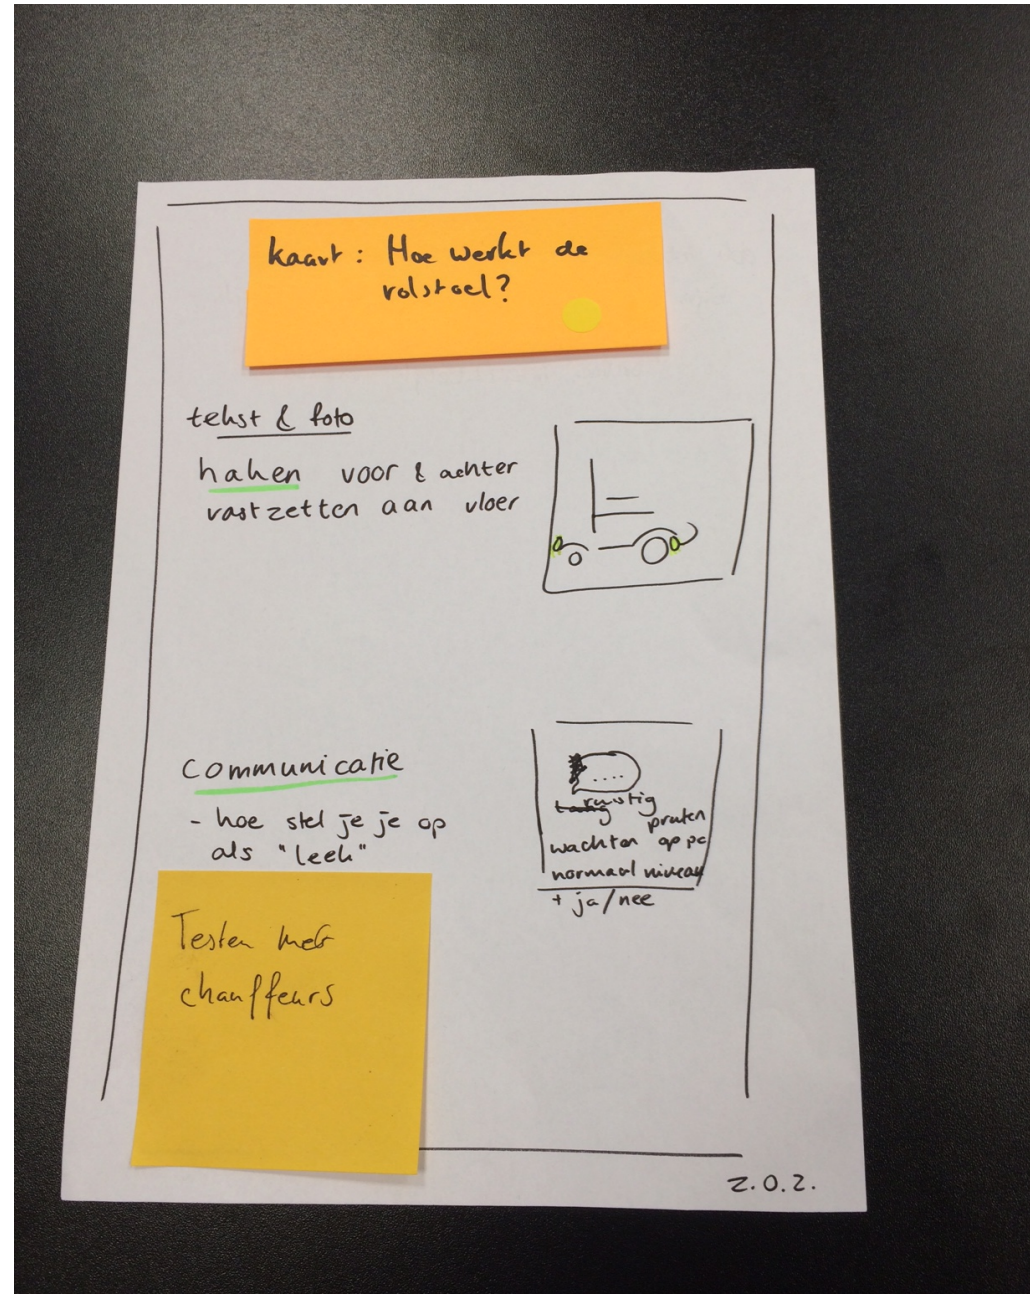 kaart : Hoe werkt de
rolstoel?
tekst & foto
haken voor & achter
vastzetten aan vloer
communicatie
- hoe stel je je op
als "leek"
....
rustig
praten
wachten op pc
normaal niveau
+ ja/nee
Testen met
chauffeurs
z.o.z.